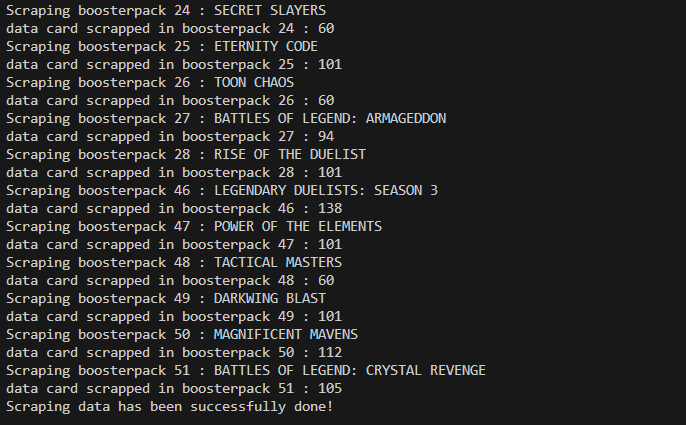 Scraping boosterpack 24 : SECRET SLAYERS
data card scrapped in boosterpack 24 : 60
Scraping boosterpack 25 : ETERNITY CODE
data card scrapped in boosterpack 25 : 101
Scraping boosterpack 26 : TOON CHAOS
data card scrapped in boosterpack 26 : 60
Scraping boosterpack 27 : BATTLES OF LEGEND: ARMAGEDDON
data card scrapped in boosterpack 27 : 94
Scraping boosterpack 28 : RISE OF THE DUELIST
data card scrapped in boosterpack 28 : 101
Scraping boosterpack 46 : LEGENDARY DUELISTS: SEASON 3
data card scrapped in boosterpack 46 : 138
Scraping boosterpack 47 : POWER OF THE ELEMENTS
data card scrapped in boosterpack 47 : 101
Scraping boosterpack 48 : TACTICAL MASTERS
data card scrapped in boosterpack 48 : 60
Scraping boosterpack 49 : DARKWING BLAST
data card scrapped in boosterpack 49 : 101
Scraping boosterpack 50 : MAGNIFICENT MAVENS
data card scrapped in boosterpack 50 : 112
Scraping boosterpack 51 : BATTLES OF LEGEND: CRYSTAL REVENGE
data card scrapped in boosterpack 51 : 105
Scraping data has been successfully done!